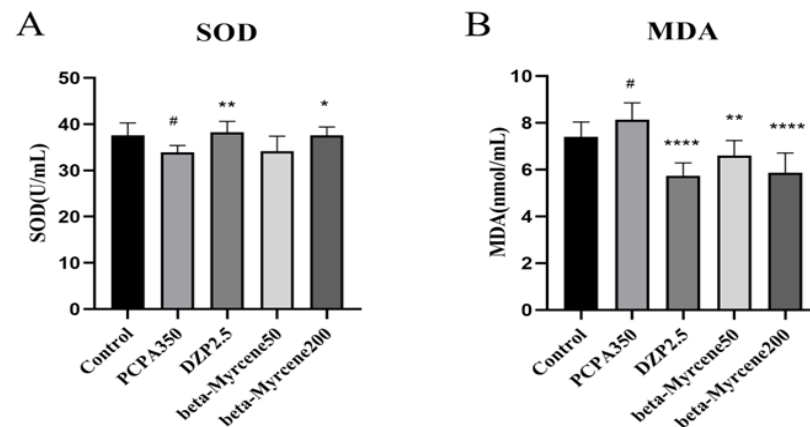 A
SOD
SOD(U/mL)
50
40
30
20
10
0
#
**
*
Control
PCPA350
DZP2.5
beta-Myrcene50
beta-Myrcene200
B
MDA
MDA(nmol/mL)
10
8
6
4
2
0
#
****
**
****
Control
PCPA350
DZP2.5
beta-Myrcene50
beta-Myrcene200